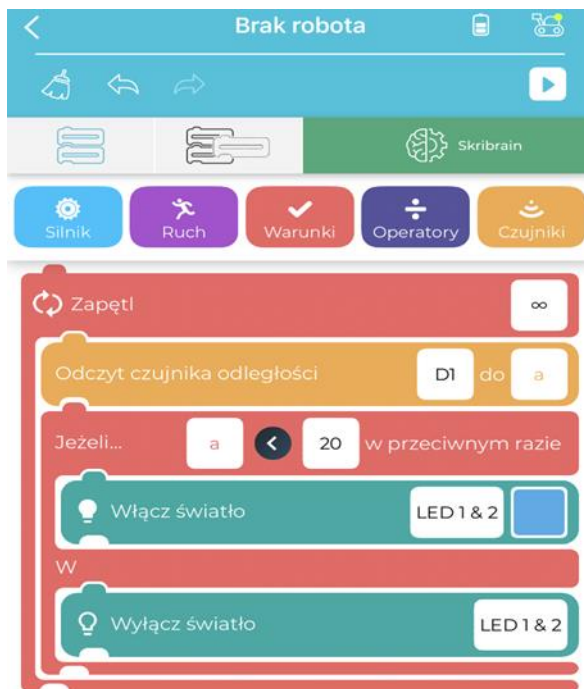 Brak robota
Skribrain
Silnik Ruch Warunki Operatory Czujniki
Zapętl ∞
Odczyt czujnika odległości D1 do a
Jeżeli... a < 20 w przeciwnym razie
Włącz światło LED 1 & 2
W
Wyłącz światło LED 1 & 2